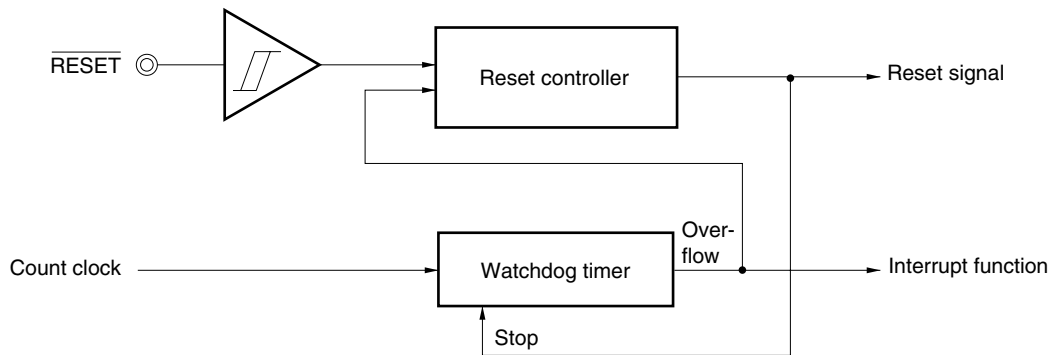 RESET
Reset controller
Reset signal
Over-
flow
Count clock
Watchdog timer
Interrupt function
Stop